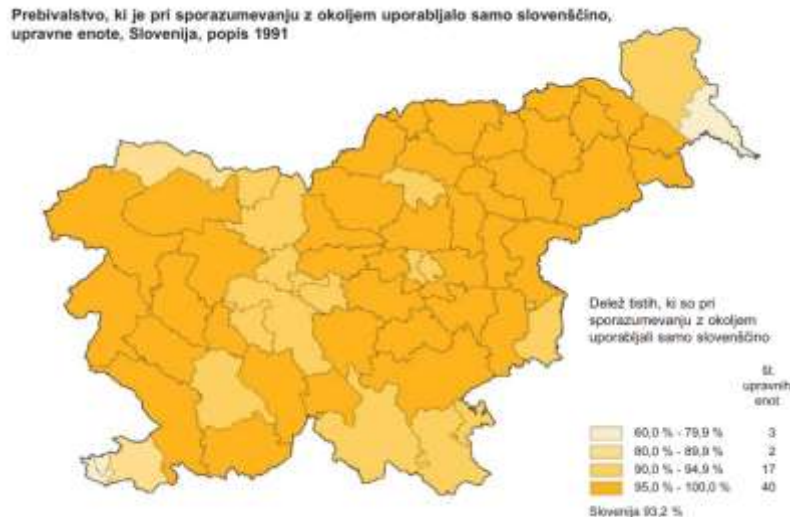 Prebivalstvo, ki je pri sporazumevanju z okoljem uporabljalo samo slovenščino,
upravne enote, Slovenija, popis 1991
Delež tistih, ki so pri
sporazumevanju z okoljem
uporabljali samo slovenščino
št.
upravnih
enot
60,0 % - 79,9 % 3
80,0 % - 89,9 % 2
90,0 % - 94,9 % 17
95,0 % - 100,0 % 40
Slovenija 93,2 %